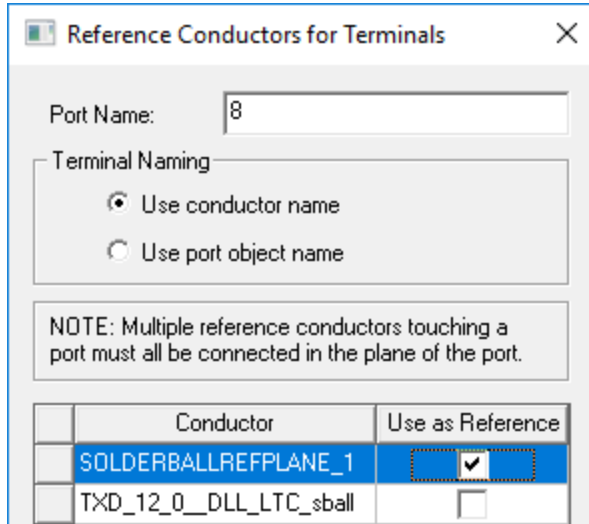 Reference Conductors for Terminals
Port Name: 8
Terminal Naming
Use conductor name
Use port object name
NOTE: Multiple reference conductors touching a
port must all be connected in the plane of the port.
Conductor Use as Reference
SOLDERBALLREFPLANE_1
TXD_12_0__DLL_LTC_sball